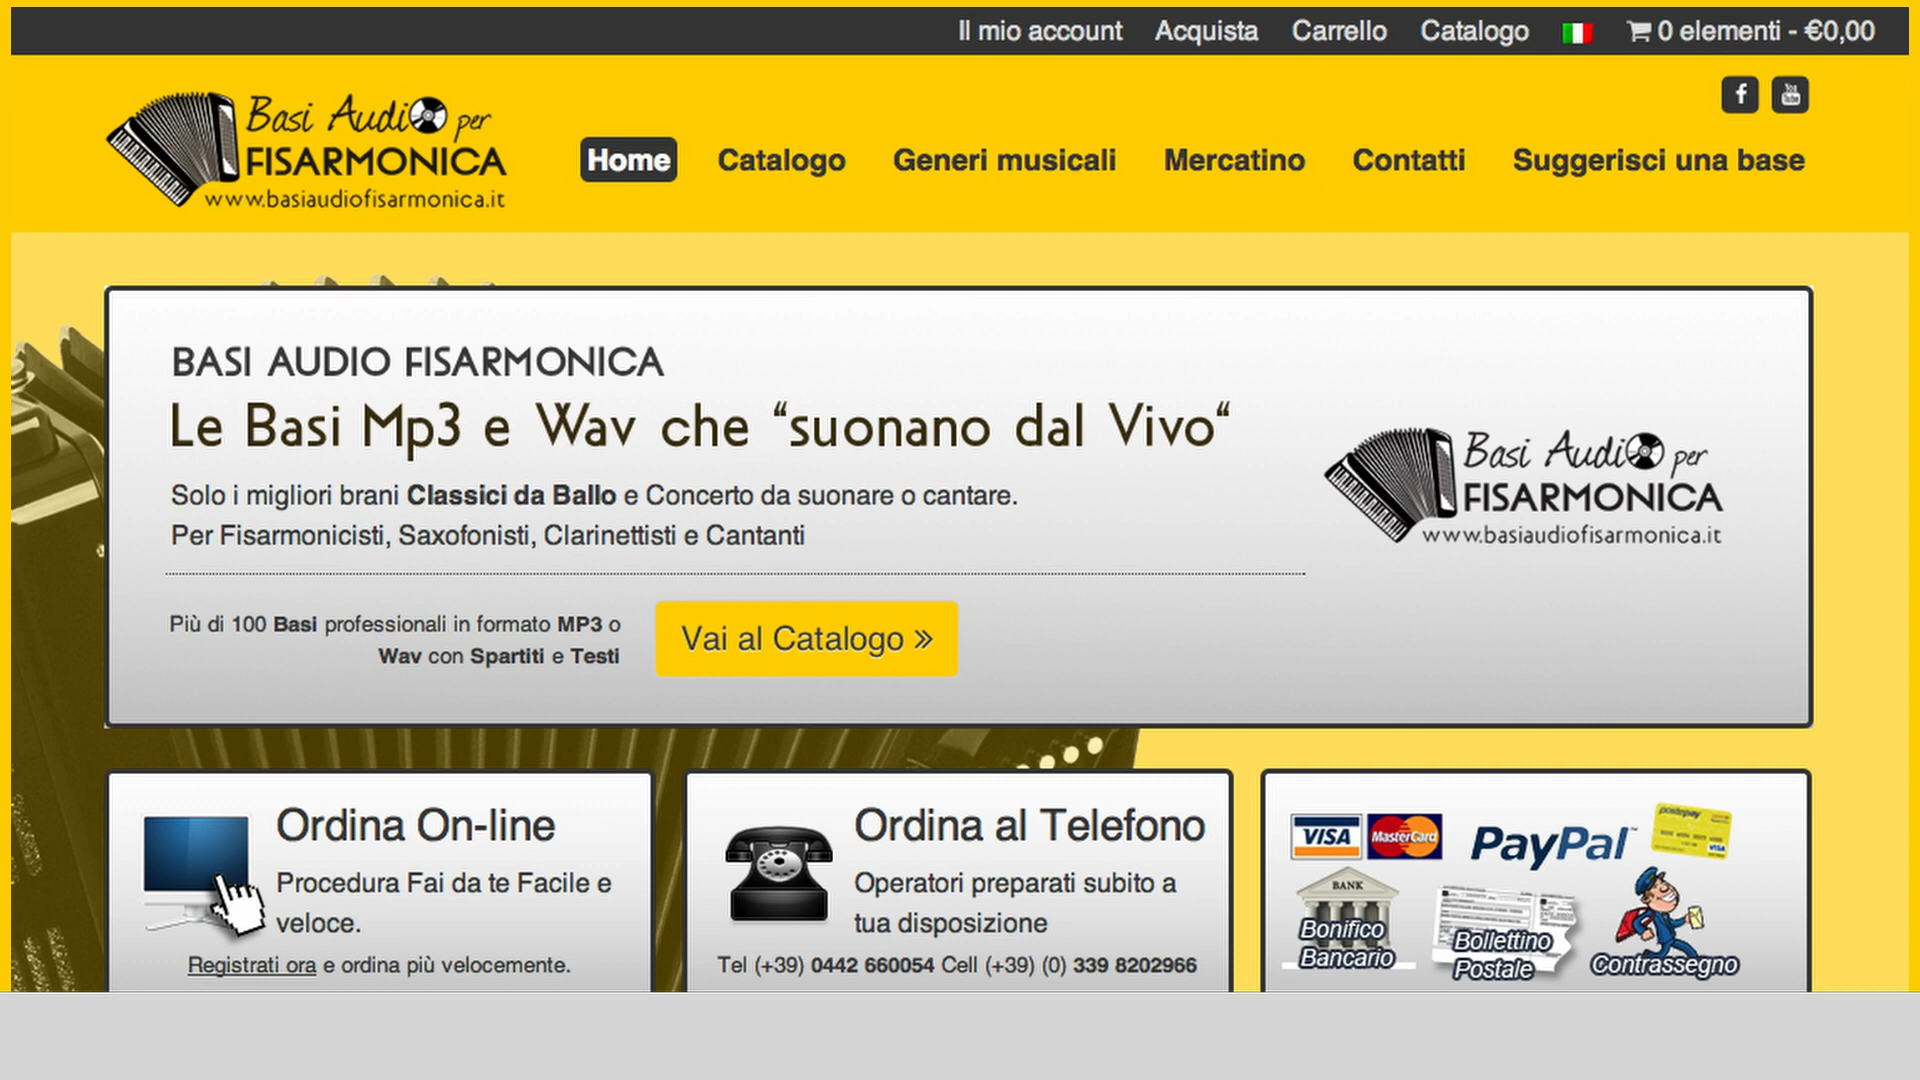 Il mio account Acquista Carrello Catalogo 0 elementi - €0,00
Basi Audio per
FISARMONICA
www.basiaudiofisarmonica.it
Home Catalogo Generi musicali Mercatino Contatti Suggerisci una base
BASI AUDIO FISARMONICA
Le Basi Mp3 e Wav che “suonano dal Vivo“
Solo i migliori brani Classici da Ballo e Concerto da suonare o cantare.
Per Fisarmonicisti, Saxofonisti, Clarinettisti e Cantanti
Più di 100 Basi professionali in formato MP3 o
Wav con Spartiti e Testi
Vai al Catalogo »
Basi Audio per
FISARMONICA
www.basiaudiofisarmonica.it
Ordina On-line
Procedura Fai da te Facile e
veloce.
Registrati ora e ordina più velocemente.
Ordina al Telefono
Operatori preparati subito a
tua disposizione
Tel (+39) 0442 660054 Cell (+39) (0) 339 8202966
VISA MasterCard PayPal™ postepay VISA
BANK
Bonifico
Bancario
Bollettino
Postale
Contrassegno